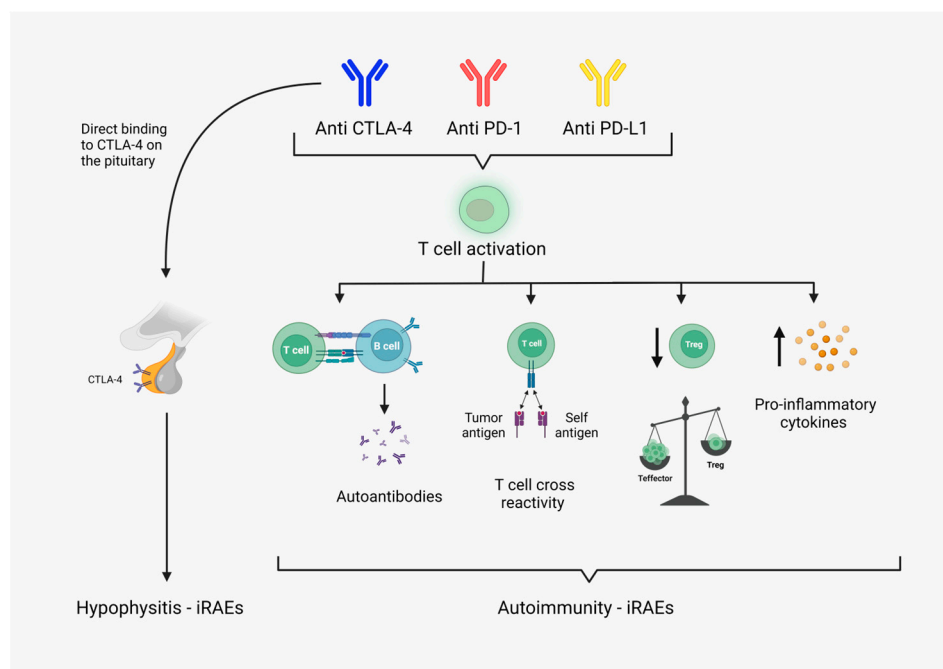 Anti CTLA-4
Anti PD-1
Anti PD-L1
Direct binding
to CTLA-4 on
the pituitary
T cell activation
CTLA-4
T cell
B cell
Autoantibodies
T cell
Tumor
antigen
Self
antigen
T cell cross
reactivity
Treg
Teffector
Treg
Pro-inflammatory
cytokines
Hypophysitis - iRAEs
Autoimmunity - iRAEs